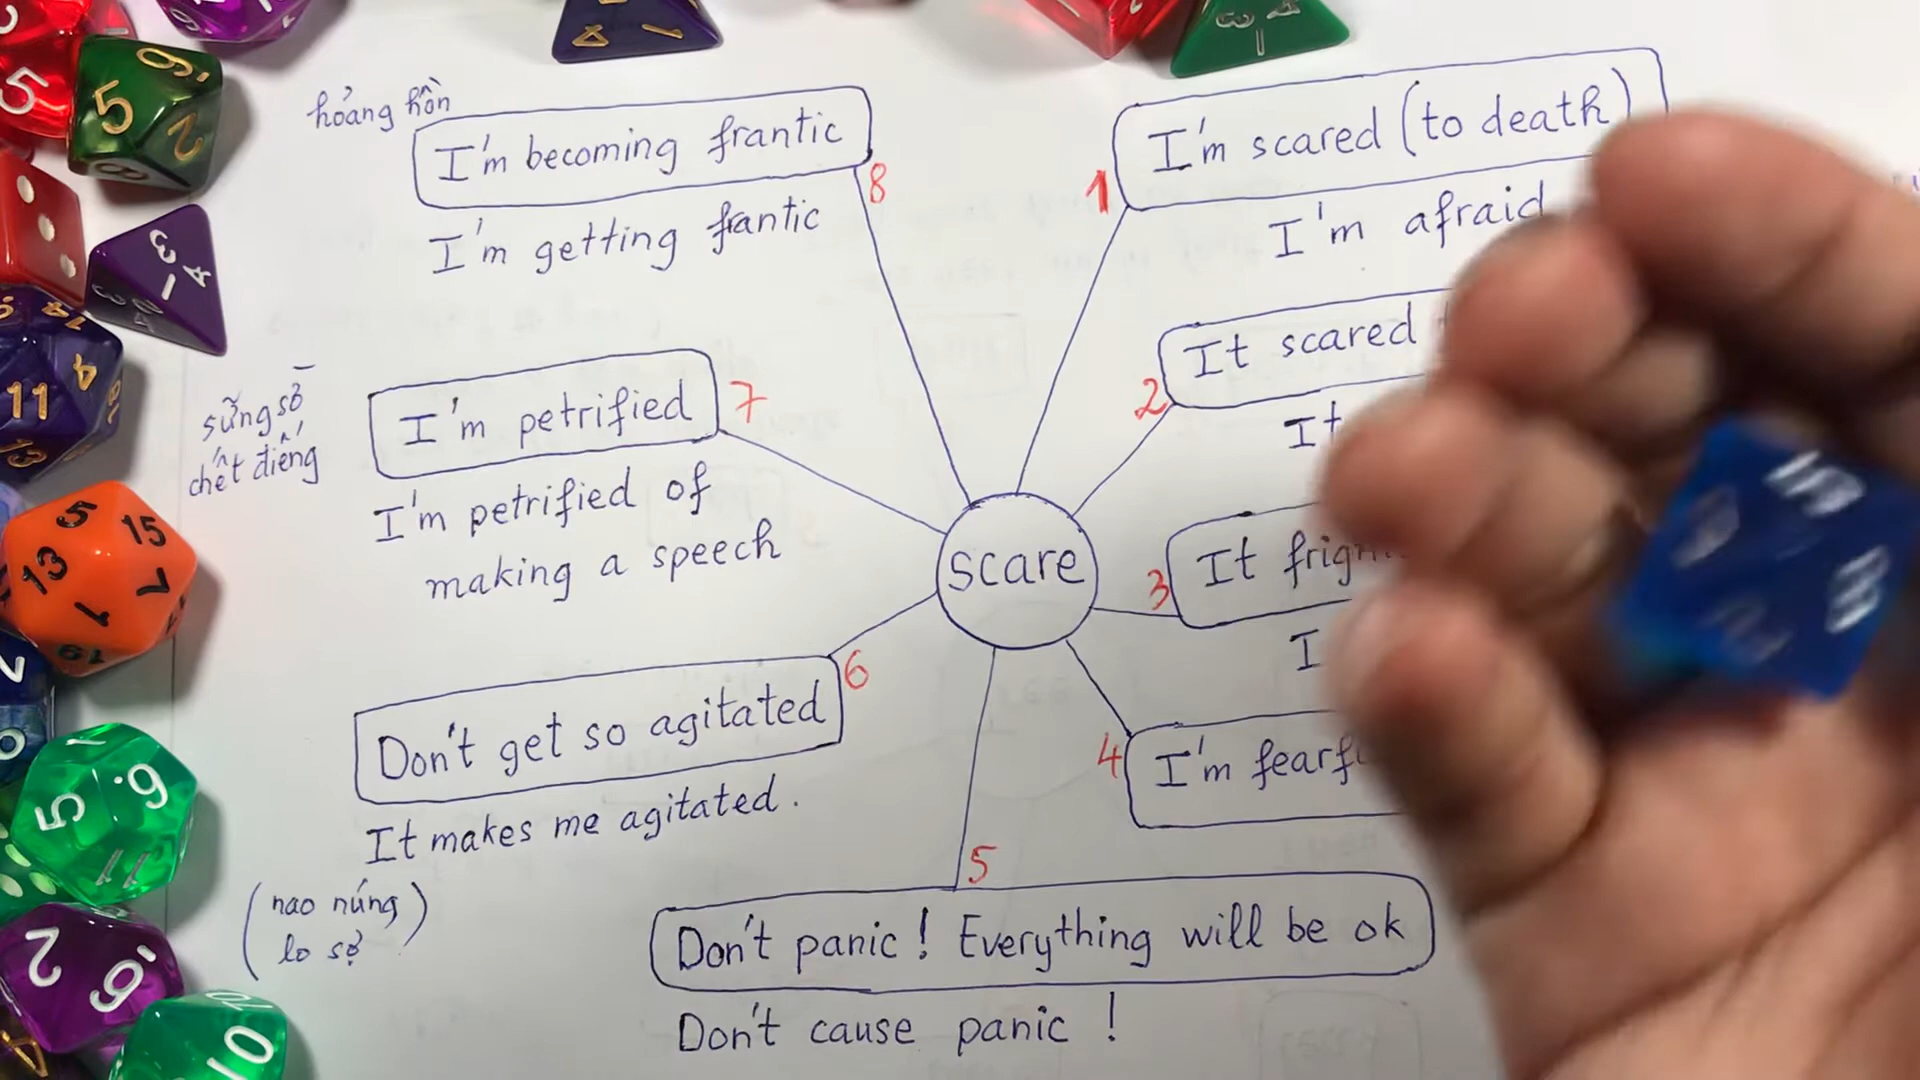 hoảng hồn
I'm becoming frantic
8
I'm getting frantic
1
I'm scared (to death)
I'm afraid
2
It scared
It
sững sờ
chết điếng
I'm petrified
7
I'm petrified of
making a speech
scare
3
It
I
6
Don't get so agitated
It makes me agitated.
4
I'm
(nao núng
lo sợ)
5
Don't panic! Everything will be ok
Don't cause panic!